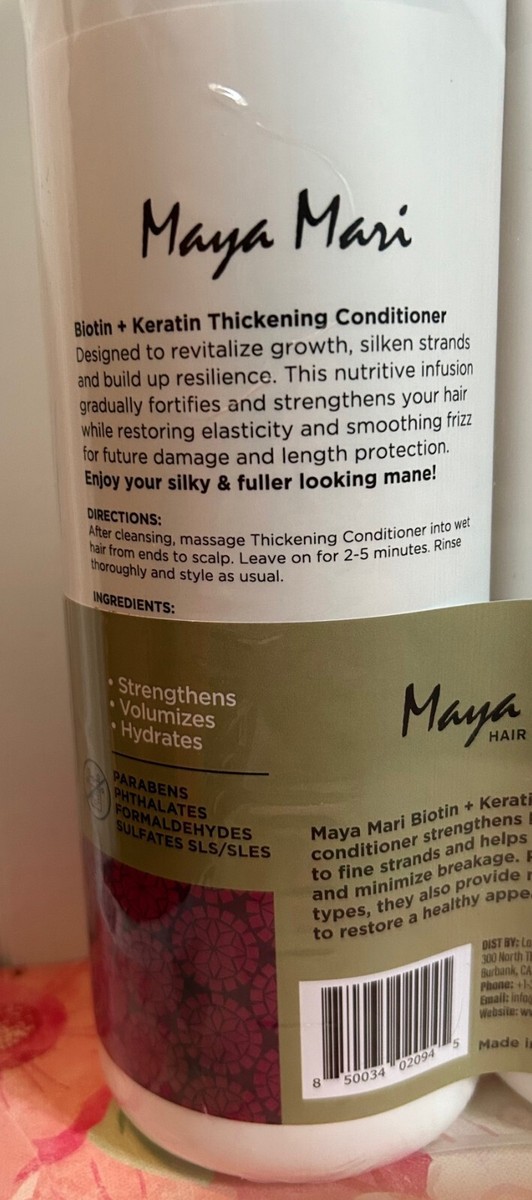 Maya Mari
Biotin + Keratin Thickening Conditioner
Designed to revitalize growth, silken strands
and build up resilience. This nutritive infusion
gradually fortifies and strengthens your hair
while restoring elasticity and smoothing frizz
for future damage and length protection.
Enjoy your silky & fuller looking mane!
DIRECTIONS:
After cleansing, massage Thickening Conditioner into wet
hair from ends to scalp. Leave on for 2-5 minutes. Rinse
thoroughly and style as usual.
INGREDIENTS:
• Strengthens
• Volumizes
• Hydrates
PARABENS
PHTHALATES
FORMALDEHYDES
SULFATES SLS/SLES
Maya
HAIR
Maya Mari Biotin + Kerati
conditioner strengthens
to fine strands and helps
and minimize breakage.
types, they also provide
to restore a healthy appe
DIST BY: Lo
300 North
Burbank, CA
Phone: +1-
Email: info
Website: ww
Made i
8 50034 02094 5